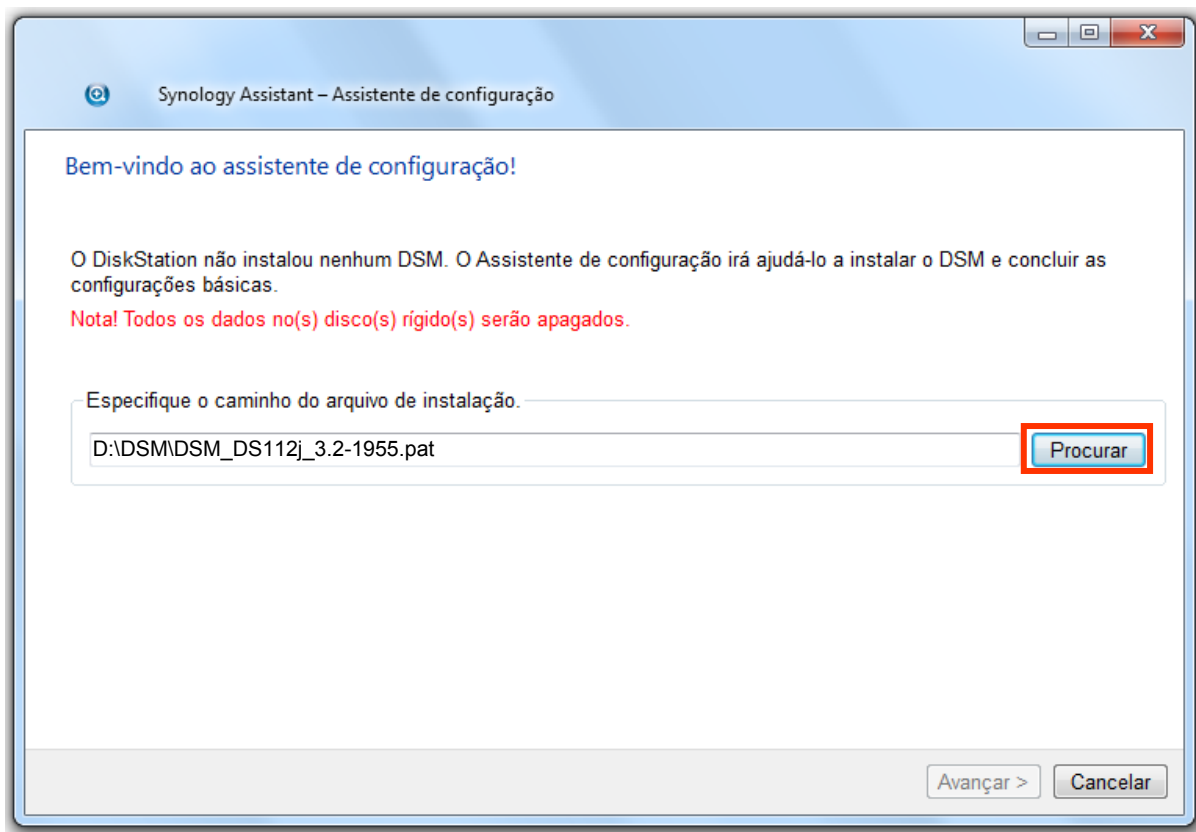 Synology Assistant – Assistente de configuração
Bem-vindo ao assistente de configuração!
O DiskStation não instalou nenhum DSM. O Assistente de configuração irá ajudá-lo a instalar o DSM e concluir as
configurações básicas.
Nota! Todos os dados no(s) disco(s) rígido(s) serão apagados.
Especifique o caminho do arquivo de instalação.
D:\DSM\DSM_DS112j_3.2-1955.pat
Procurar
Avançar >
Cancelar